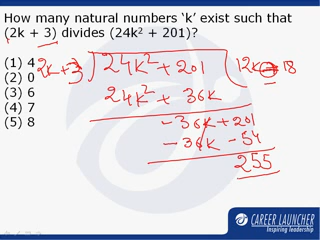 How many natural numbers 'k' exist such that
(2k + 3) divides (24k² + 201)?
(1) 4
(2) 0
(3) 6
(4) 7
(5) 8
2k+3) 24k² + 201 (12k - 18
24k² + 36k
-36k + 201
-36k - 54
255
CAREER LAUNCHER
Inspiring leadership